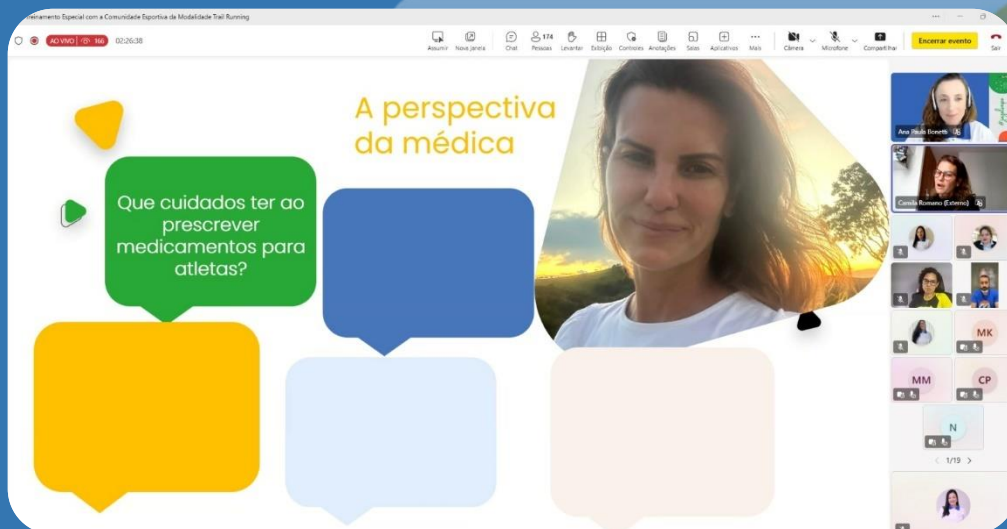 Treinamento Especial com a Comunidade Esportiva da Modalidade Trail Running
AO VIVO 166 02:26:38
Assumir Nova janela Chat 174 Pessoas Levantar Exibição Controles Anotações Salas Aplicativos Mais Câmera Microfone Compartilhar Encerrar evento Sair
A perspectiva
da médica
Que cuidados ter ao
prescrever
medicamentos para
atletas?
Ana Paula
Camila Romano (Externo)
MK
MM CP
N
1/19